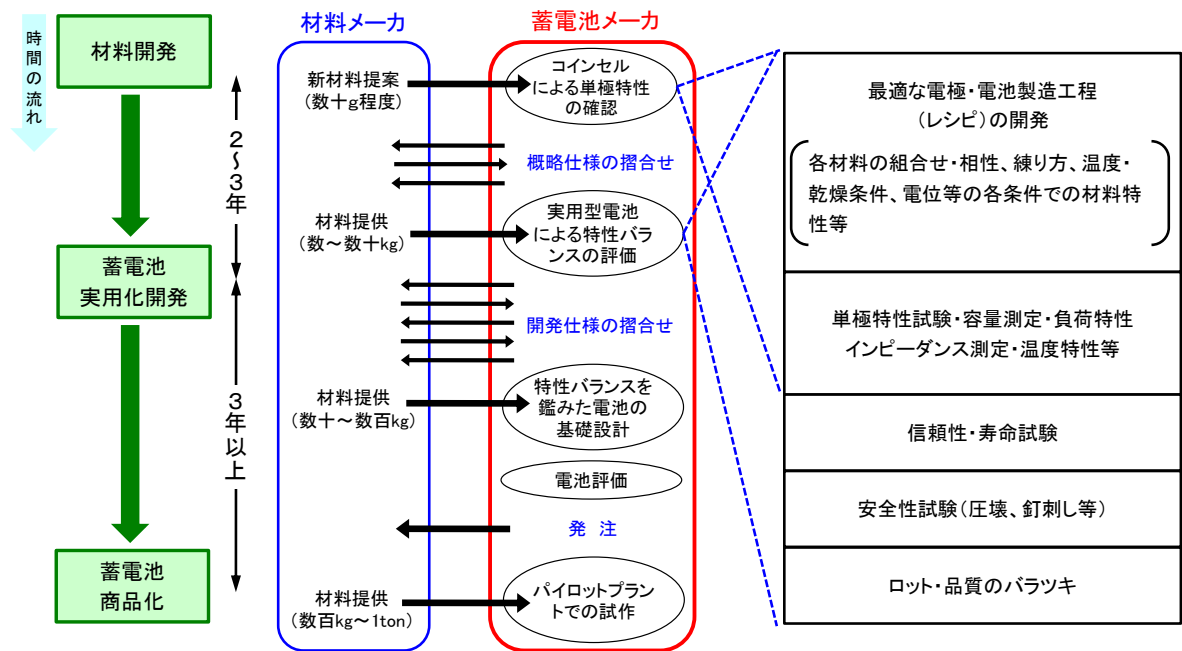 時間の流れ
材料開発
蓄電池
実用化開発
蓄電池
商品化
2～3年
3年以上
材料メーカ
新材料提案
(数十g程度)
材料提供
(数～数十kg)
材料提供
(数十～数百kg)
材料提供
(数百kg～1ton)
蓄電池メーカ
コインセル
による単極特性
の確認
概略仕様の摺合せ
実用型電池
による特性バラ
ンスの評価
開発仕様の摺合せ
特性バランスを
鑑みた電池の
基礎設計
電池評価
発 注
パイロットプラン
トでの試作
最適な電極・電池製造工程
(レシピ)の開発
各材料の組合せ・相性、練り方、温度・
乾燥条件、電位等の各条件での材料特
性等
単極特性試験・容量測定・負荷特性
インピーダンス測定・温度特性等
信頼性・寿命試験
安全性試験(圧壊、釘刺し等)
ロット・品質のバラツキ